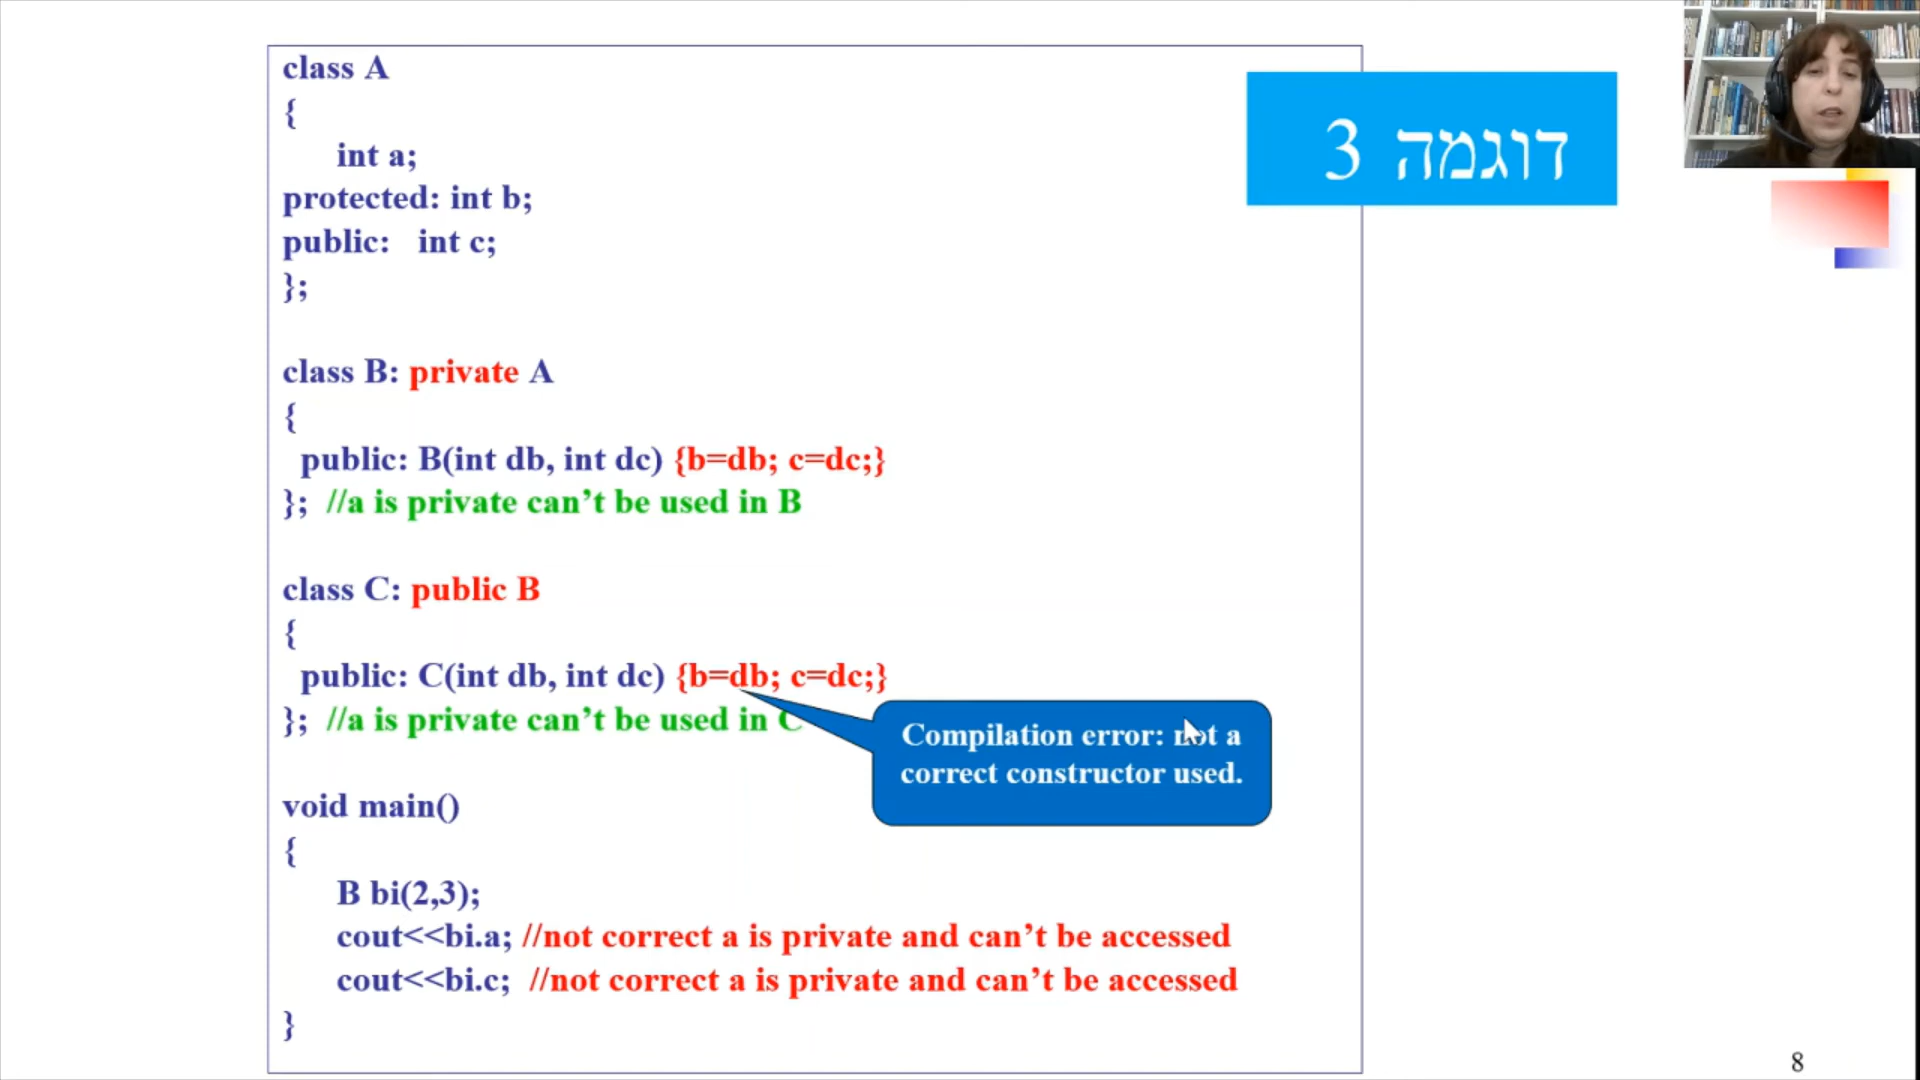 דוגמה 3
class A
{
int a;
protected: int b;
public: int c;
};
class B: private A
{
public: B(int db, int dc) {b=db; c=dc;}
}; //a is private can’t be used in B
class C: public B
{
public: C(int db, int dc) {b=db; c=dc;}
}; //a is private can’t be used in C
Compilation error: not a
correct constructor used.
void main()
{
B bi(2,3);
cout<<bi.a; //not correct a is private and can’t be accessed
cout<<bi.c; //not correct a is private and can’t be accessed
}
8